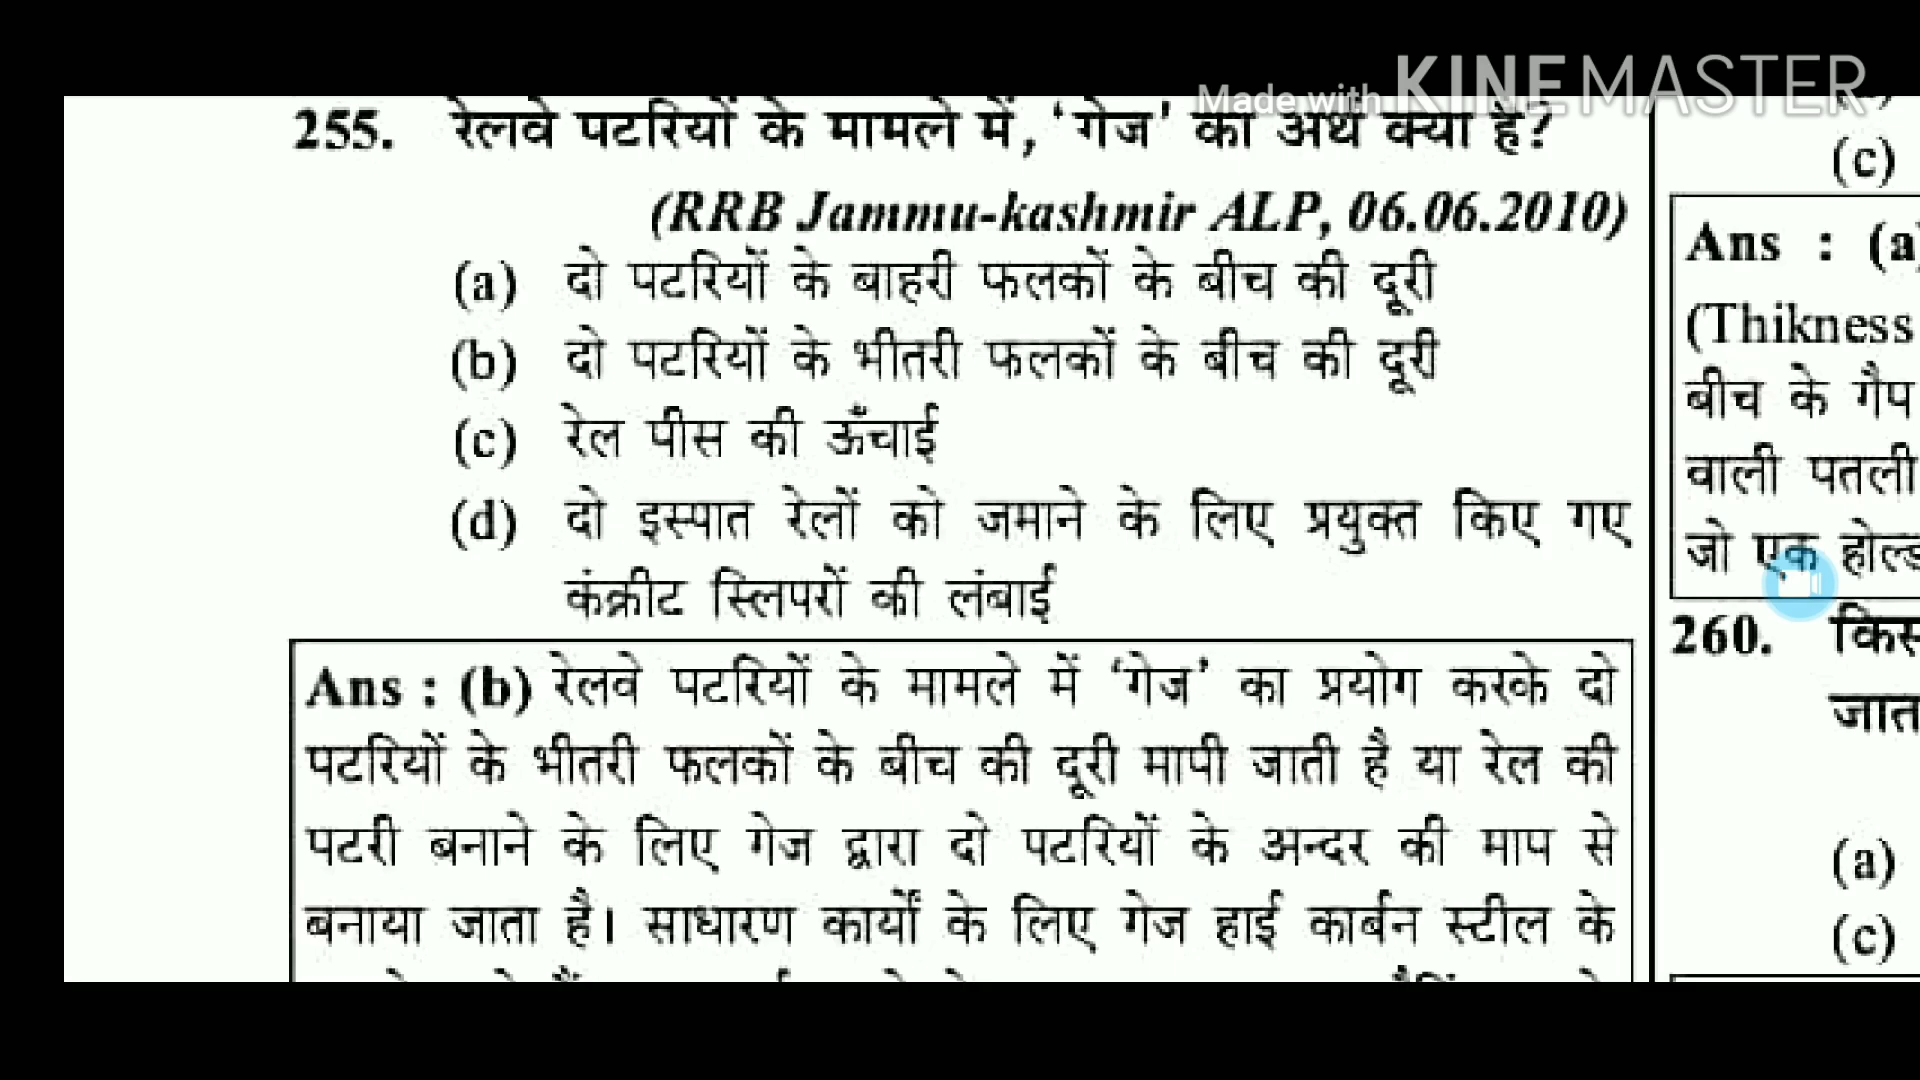 Made with KINEMASTER
255. रेलवे पटरियों के मामले में, 'गेज' का अर्थ क्या है?
(RRB Jammu-kashmir ALP, 06.06.2010)
(a) दो पटरियों के बाहरी फलकों के बीच की दूरी
(b) दो पटरियों के भीतरी फलकों के बीच की दूरी
(c) रेल पीस की ऊँचाई
(d) दो इस्पात रेलों को जमाने के लिए प्रयुक्त किए गए
कंक्रीट स्लिपरों की लंबाई
Ans : (b) रेलवे पटरियों के मामले में 'गेज' का प्रयोग करके दो
पटरियों के भीतरी फलकों के बीच की दूरी मापी जाती है या रेल की
पटरी बनाने के लिए गेज द्वारा दो पटरियों के अन्दर की माप से
बनाया जाता है। साधारण कार्यों के लिए गेज हाई कार्बन स्टील के
(c)
Ans : (a)
(Thikness
बीच के गैप
वाली पतली
जो एक
260.
(a)
(c)